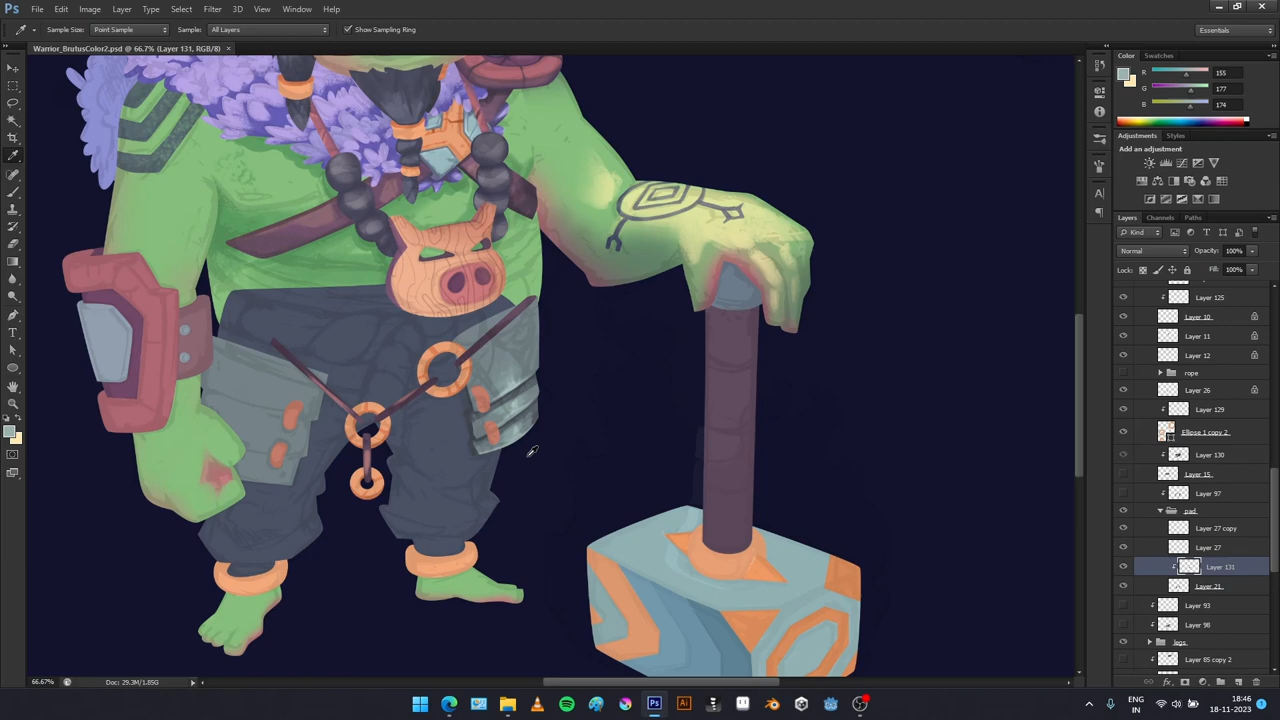 Ps File Edit Image Layer Type Select Filter 3D View Window Help
Sample Size: Point Sample Sample: All Layers Show Sampling Ring Essentials
Warrior_BrutusColor2.psd @ 66.7% (Layer 131, RGB/8) ×
Color Swatches
R 155
G 177
B 174
Adjustments Styles
Add an adjustment
Layers Channels Paths
Kind
Normal Opacity: 100%
Lock: Fill: 100%
Layer 125
Layer 10
Layer 11
Layer 12
rope
Layer 26
Layer 129
Ellipse 1 copy 2
Layer 130
Layer 15
Layer 97
pad
Layer 27 copy
Layer 27
Layer 131
Layer 21
Layer 93
Layer 98
legs
Layer 85 copy 2
66.67% Doc: 29.3M/1.85G
ENG
IN
18:46
18-11-2023